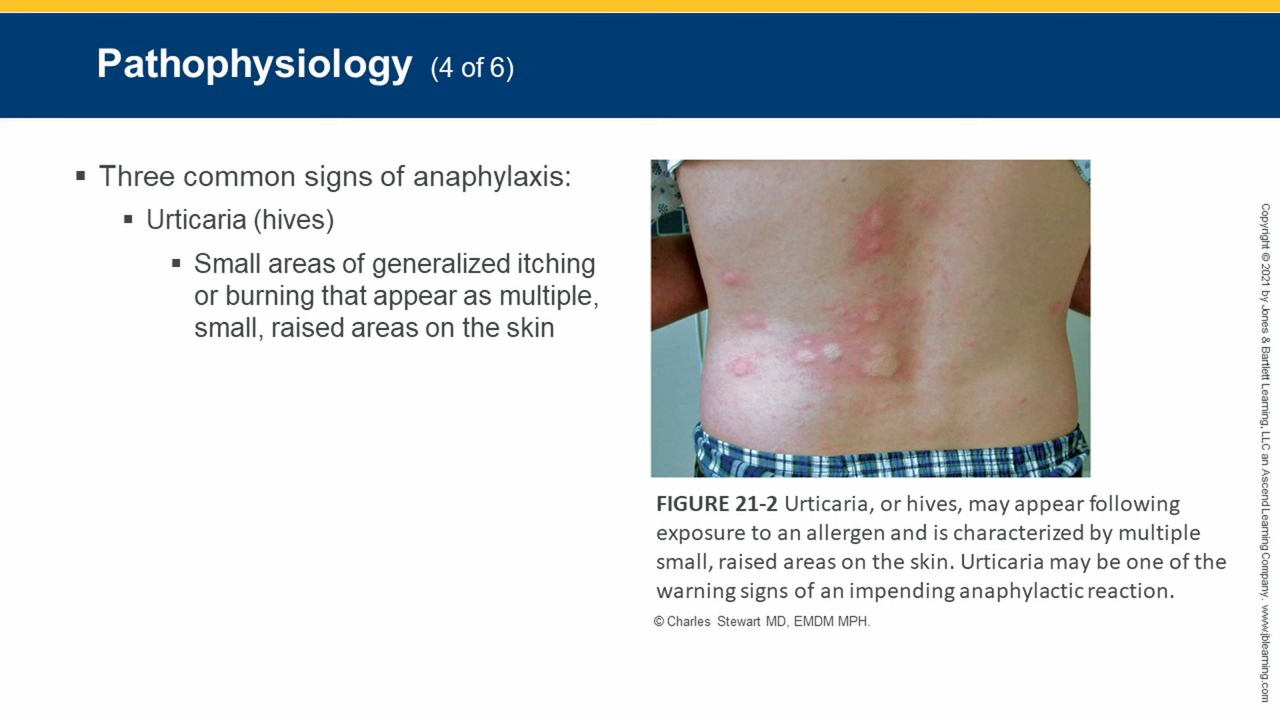 Pathophysiology (4 of 6)
▪ Three common signs of anaphylaxis:
▪ Urticaria (hives)
▪ Small areas of generalized itching
or burning that appear as multiple,
small, raised areas on the skin
FIGURE 21-2 Urticaria, or hives, may appear following
exposure to an allergen and is characterized by multiple
small, raised areas on the skin. Urticaria may be one of the
warning signs of an impending anaphylactic reaction.
© Charles Stewart MD, EMDM MPH.
Copyright © 2021 by Jones & Bartlett Learning, LLC an Ascend Learning Company. www.jblearning.com